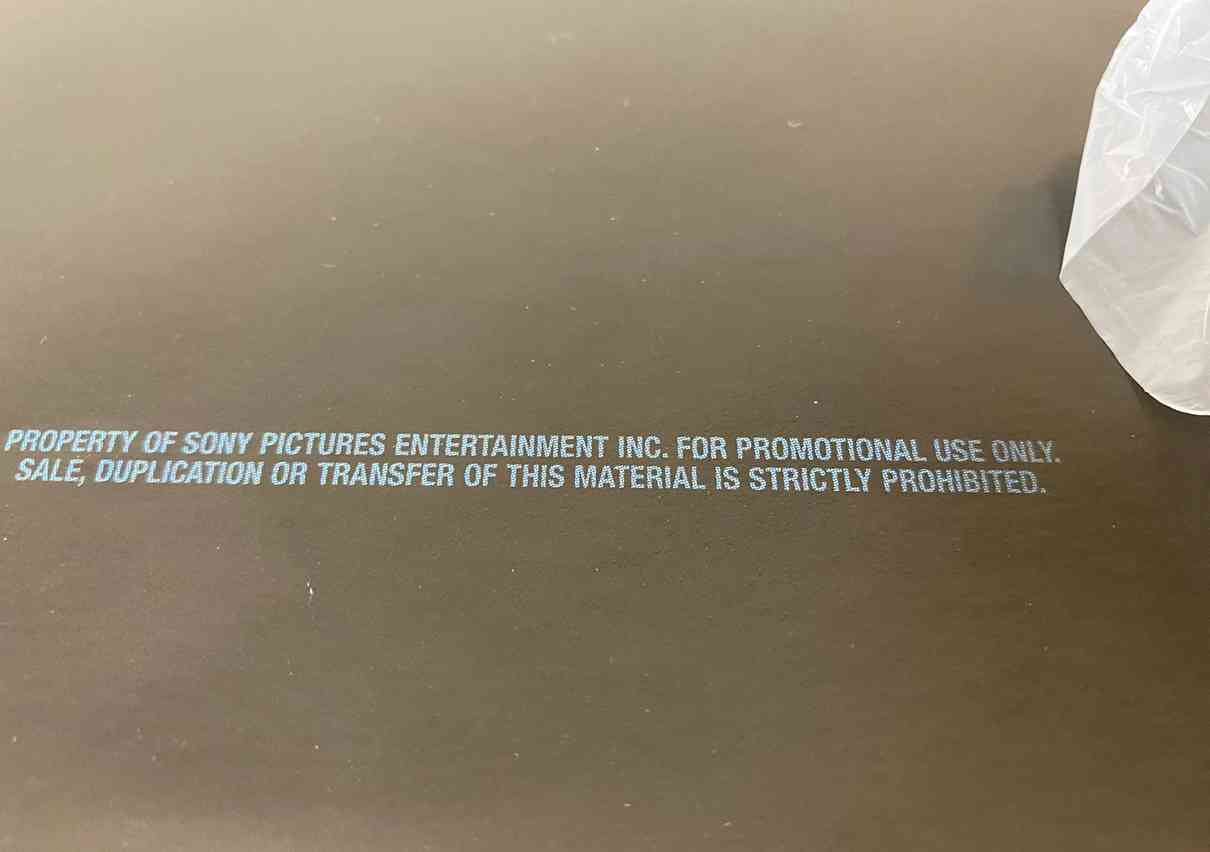 PROPERTY OF SONY PICTURES ENTERTAINMENT INC. FOR PROMOTIONAL USE ONLY.
SALE, DUPLICATION OR TRANSFER OF THIS MATERIAL IS STRICTLY PROHIBITED.